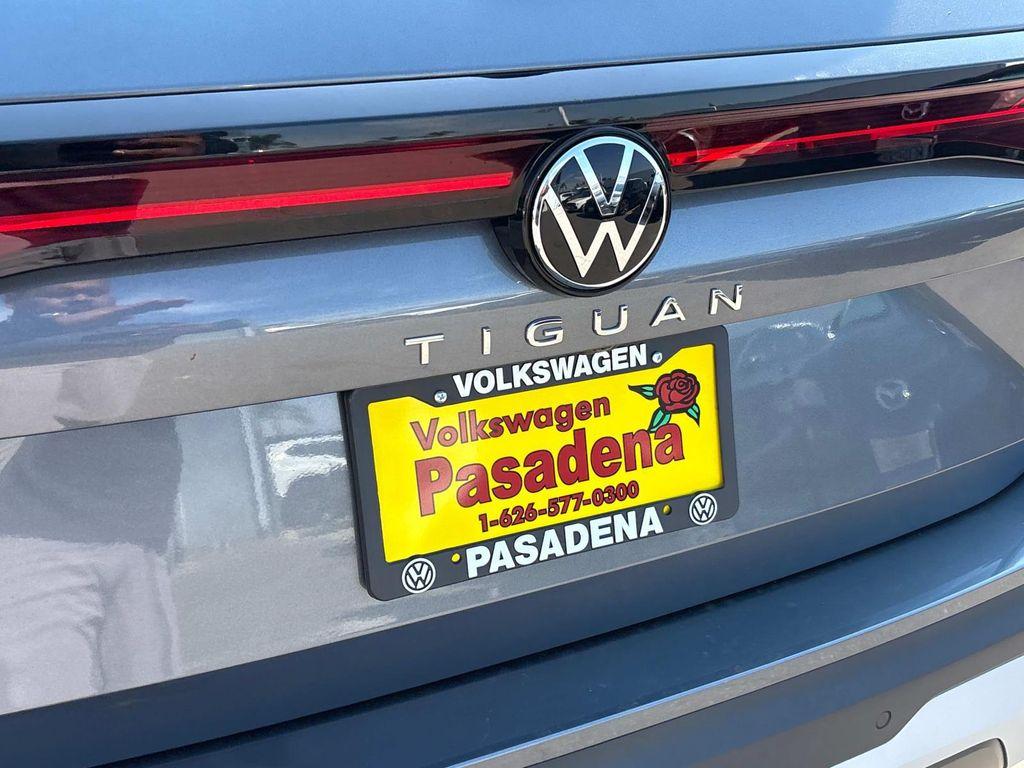 TIGUAN
VOLKSWAGEN
Volkswagen
Pasadena
1-626-577-0300
PASADENA